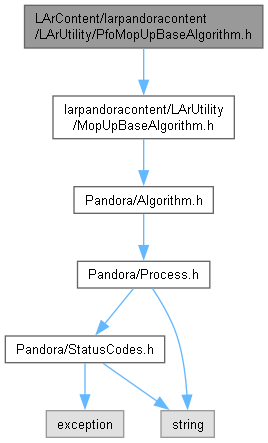 LArContent/larpandoracontent
/LArUtility/PfoMopUpBaseAlgorithm.h
larpandoracontent/LArUtility
/MopUpBaseAlgorithm.h
Pandora/Algorithm.h
Pandora/Process.h
Pandora/StatusCodes.h
exception
string